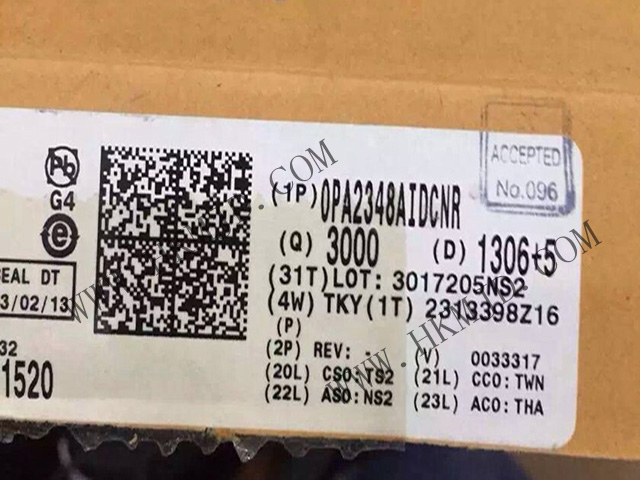 ACCEPTED
No.096
Pb
G4
e
EAL DT
3/02/13
32
1520
(1P) OPA2348AIDCNR
(Q) 3000 (D) 1306+5
(31T)LOT: 3017205NS2
(4W) TKY(1T) 2313398Z16
(P)
(2P) REV: - (V) 0033317
(20L) CSO:TS2 (21L) CCO:TWN
(22L) ASO:NS2 (23L) ACO:THA
WWW.HKMJD.COM
WWW.HKMJD.COM